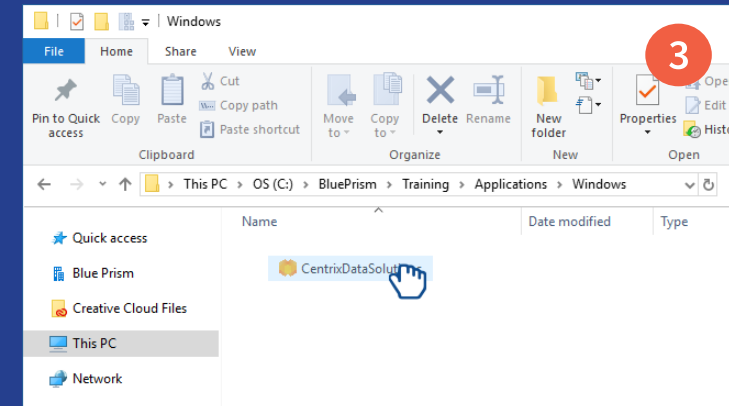 Windows
3
File Home Share View
Pin to Quick access
Copy
Paste
Cut
Copy path
Paste shortcut
Move to
Copy to
Delete
Rename
New folder
Properties
Edit
Clipboard Organize New Open
This PC > OS (C:) > BluePrism > Training > Applications > Windows
Name Date modified Type
Quick access
CentrixDataSolutions
Blue Prism
Creative Cloud Files
This PC
Network